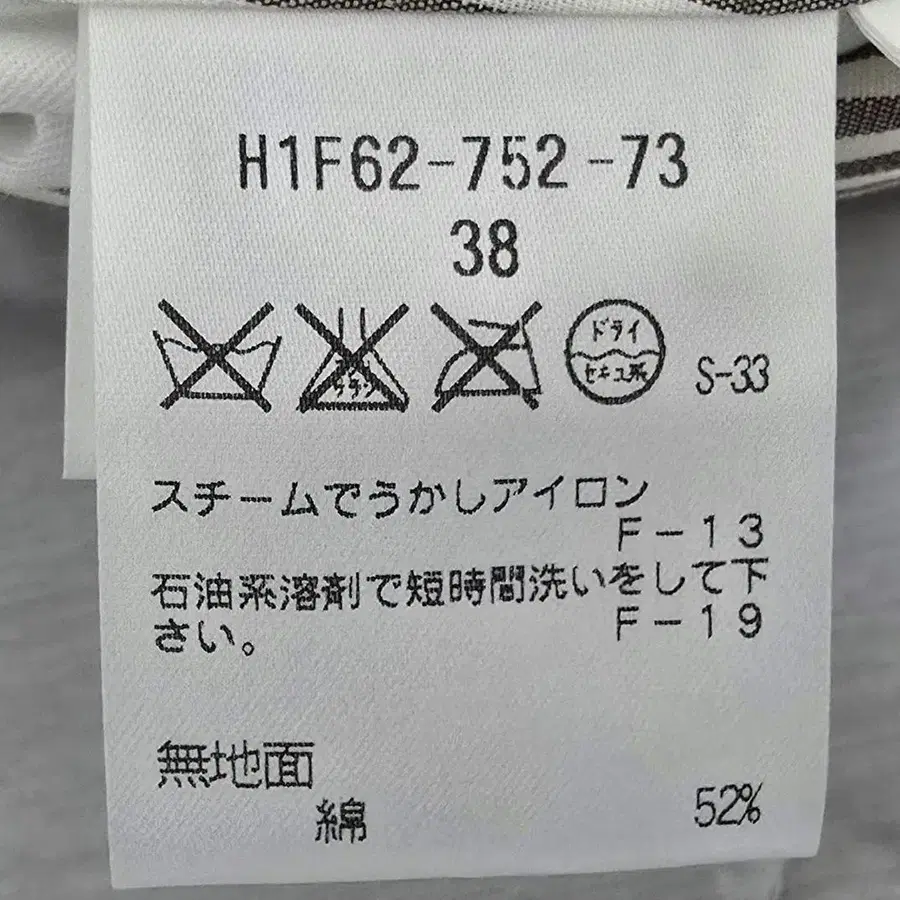 H1F62-752-73
38
ドライ
セキユ系
S-33
スチームでうかしアイロン
F-13
石油系溶剤で短時間洗いをして下
さい。
F-19
無地面
綿
52%